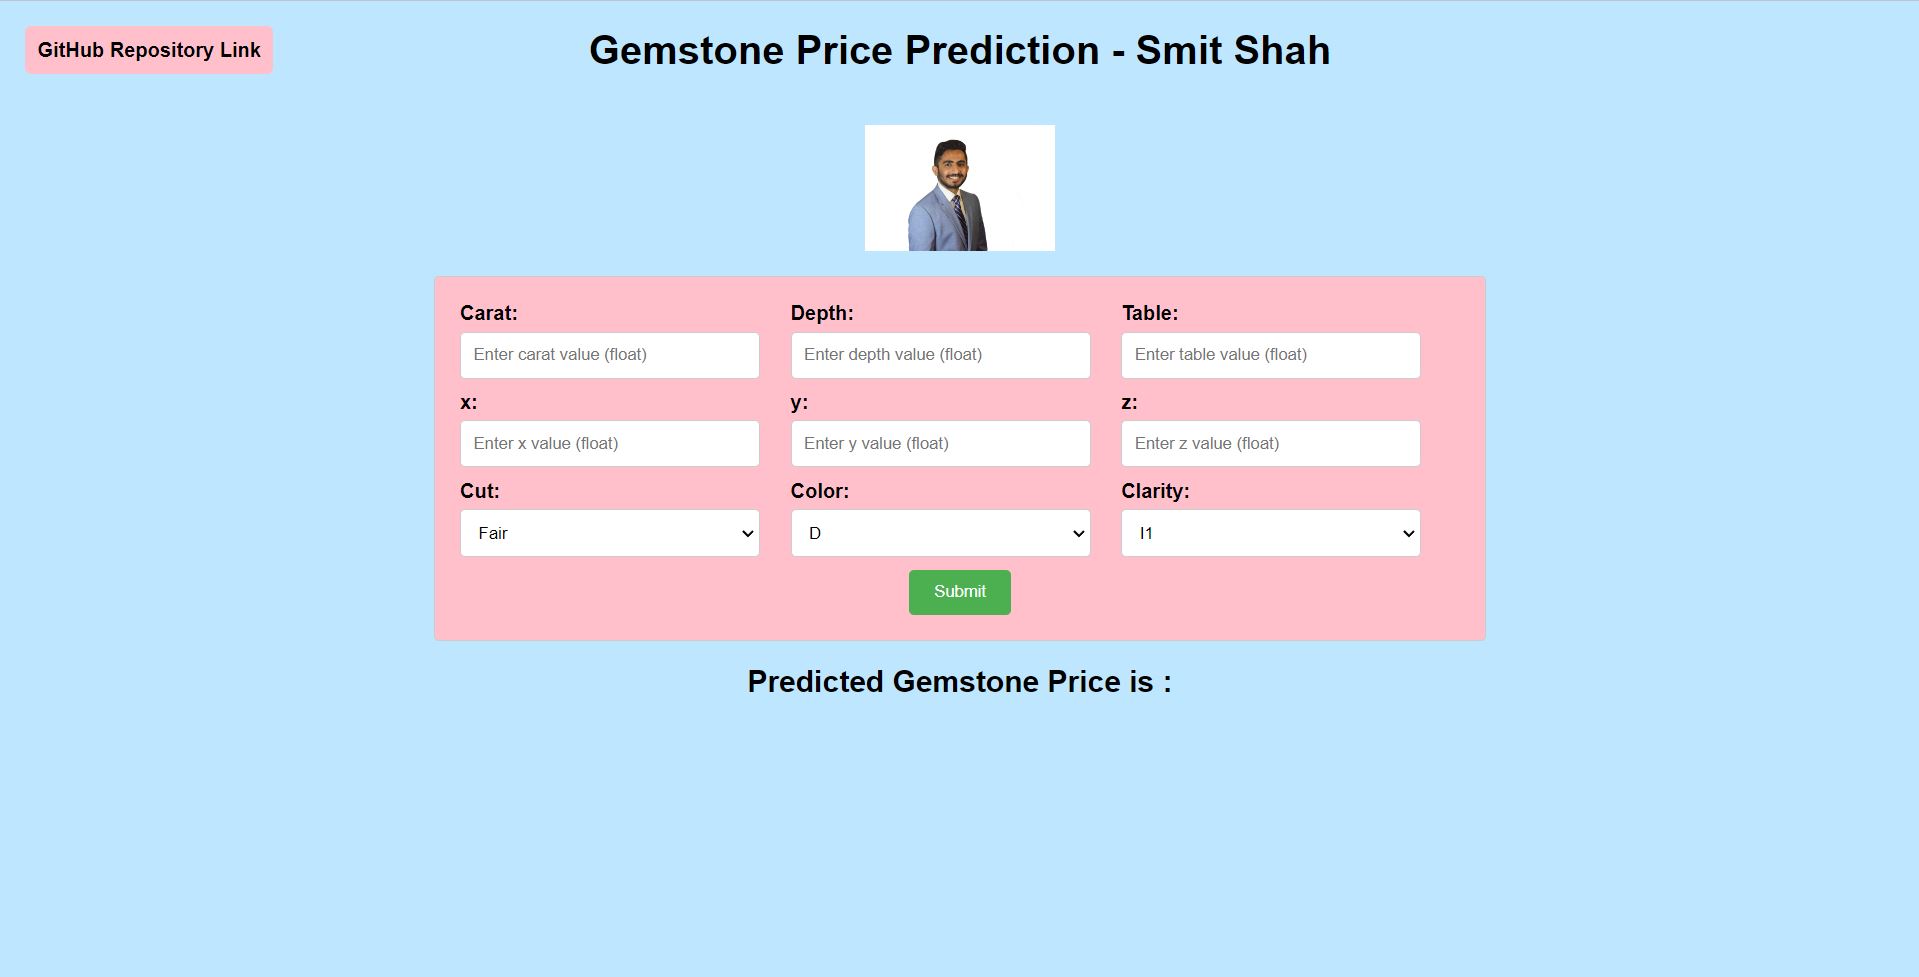 GitHub Repository Link
Gemstone Price Prediction - Smit Shah
Carat: Depth: Table:
Enter carat value (float) Enter depth value (float) Enter table value (float)
x: y: z:
Enter x value (float) Enter y value (float) Enter z value (float)
Cut: Color: Clarity:
Fair D I1
Submit
Predicted Gemstone Price is :